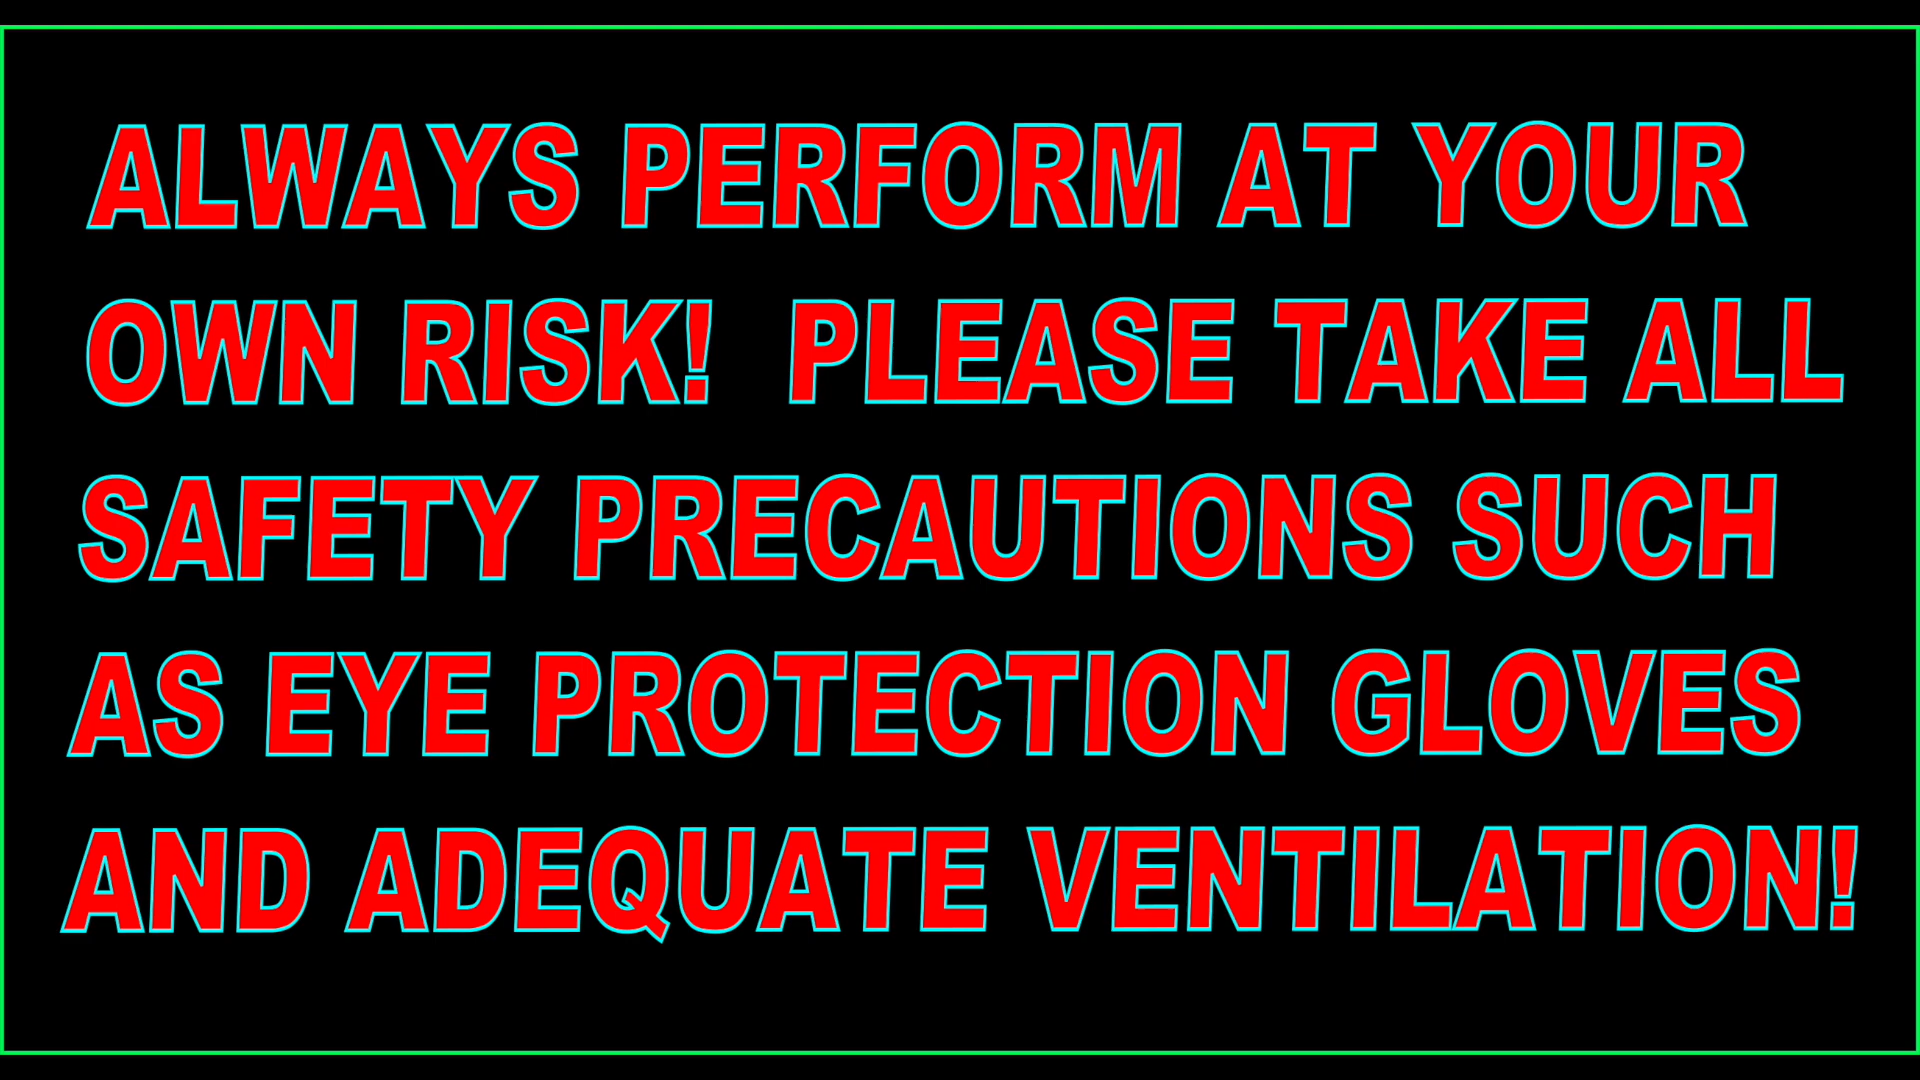 ALWAYS PERFORM AT YOUR
OWN RISK! PLEASE TAKE ALL
SAFETY PRECAUTIONS SUCH
AS EYE PROTECTION GLOVES
AND ADEQUATE VENTILATION!